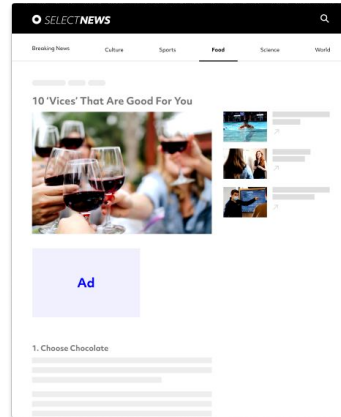 SELECTNEWS
Breaking News Culture Sports Food Science World
10 'Vices' That Are Good For You
Ad
1. Choose Chocolate